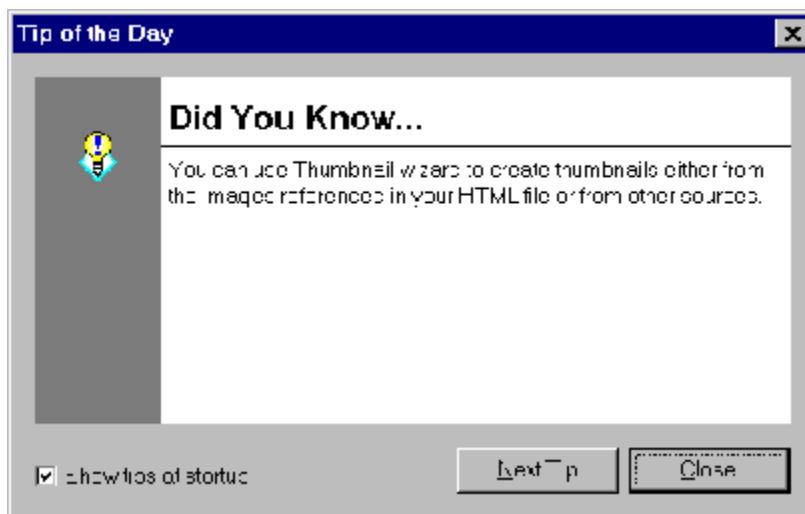 Tip of the Day
Did You Know...
You can use Thumbnail wizard to create thumbnails either from
the images references in your HTML file or from other sources.
Show tips at startup
Next Tip
Close